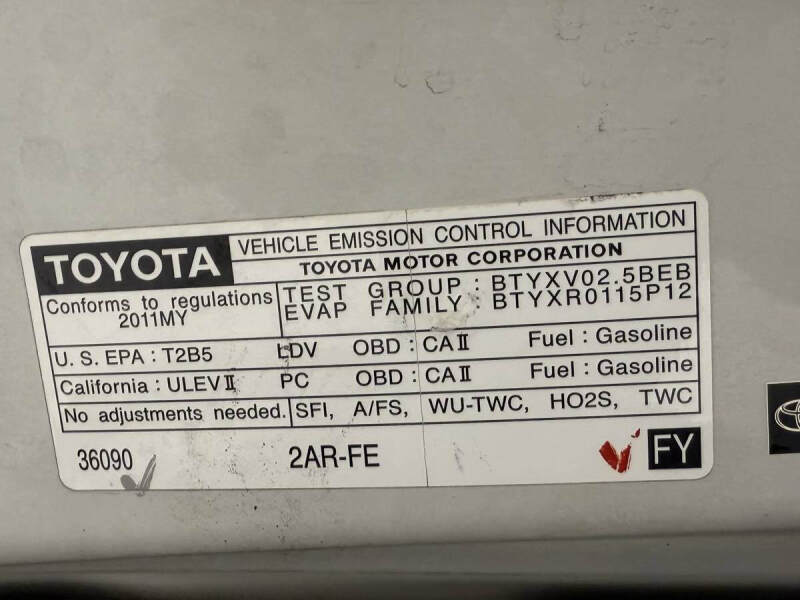 TOYOTA VEHICLE EMISSION CONTROL INFORMATION
TOYOTA MOTOR CORPORATION
Conforms to regulations
2011MY
TEST GROUP : BTYXV02.5BEB
EVAP FAMILY : BTYXR0115P12
U. S. EPA : T2B5 LDV OBD : CAⅡ Fuel : Gasoline
California : ULEVⅡ PC OBD : CAⅡ Fuel : Gasoline
No adjustments needed. SFI, A/FS, WU-TWC, HO2S, TWC
36090 2AR-FE FY